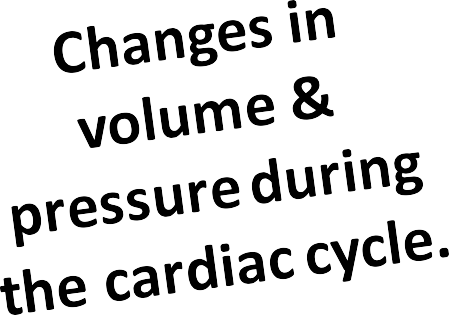 Changes in
volume &
pressure during
the cardiac cycle.